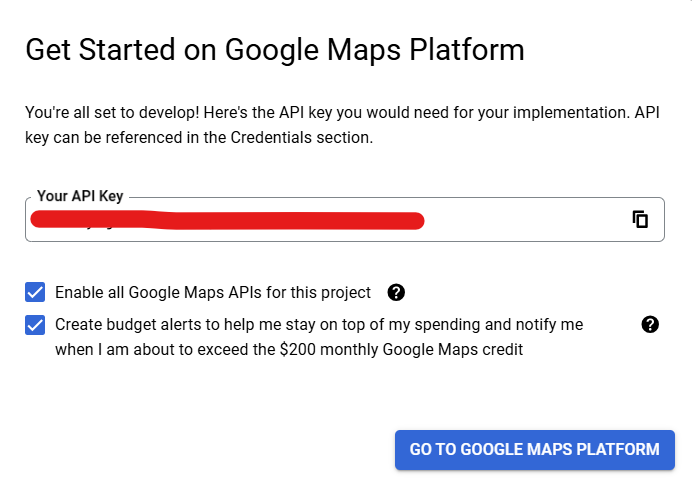 Get Started on Google Maps Platform
You're all set to develop! Here's the API key you would need for your implementation. API
key can be referenced in the Credentials section.
Your API Key
Enable all Google Maps APIs for this project
Create budget alerts to help me stay on top of my spending and notify me
when I am about to exceed the $200 monthly Google Maps credit
GO TO GOOGLE MAPS PLATFORM